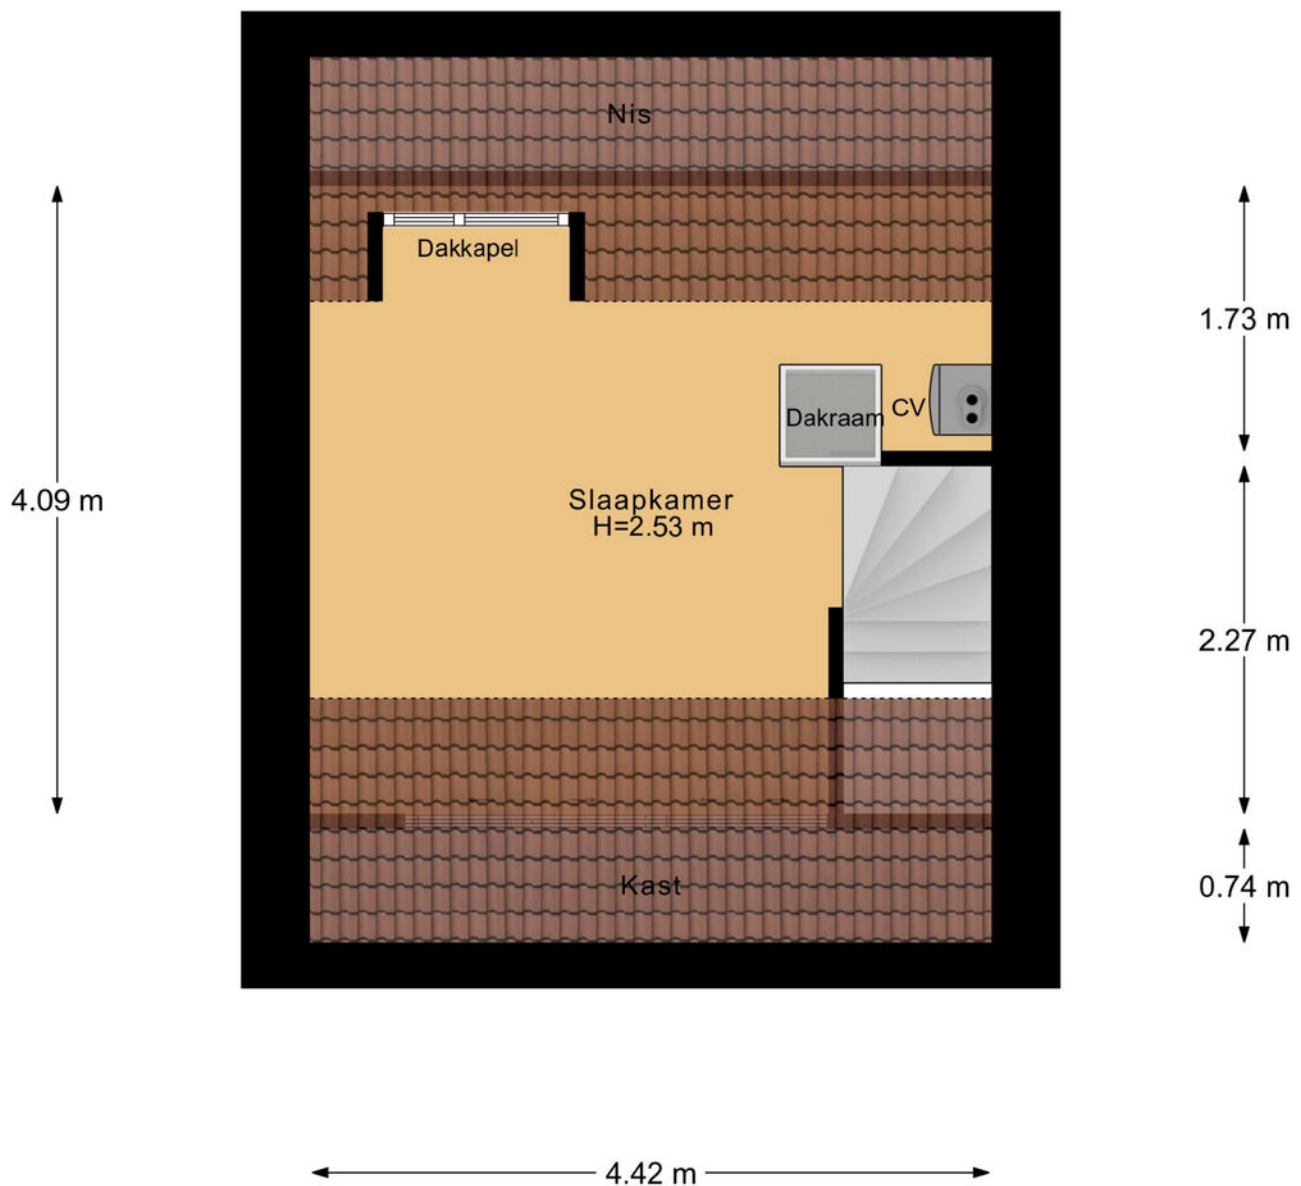 Nis
Dakkapel
1.73 m
Dakraam
CV
4.09 m
Slaapkamer
H=2.53 m
2.27 m
Kast
0.74 m
4.42 m